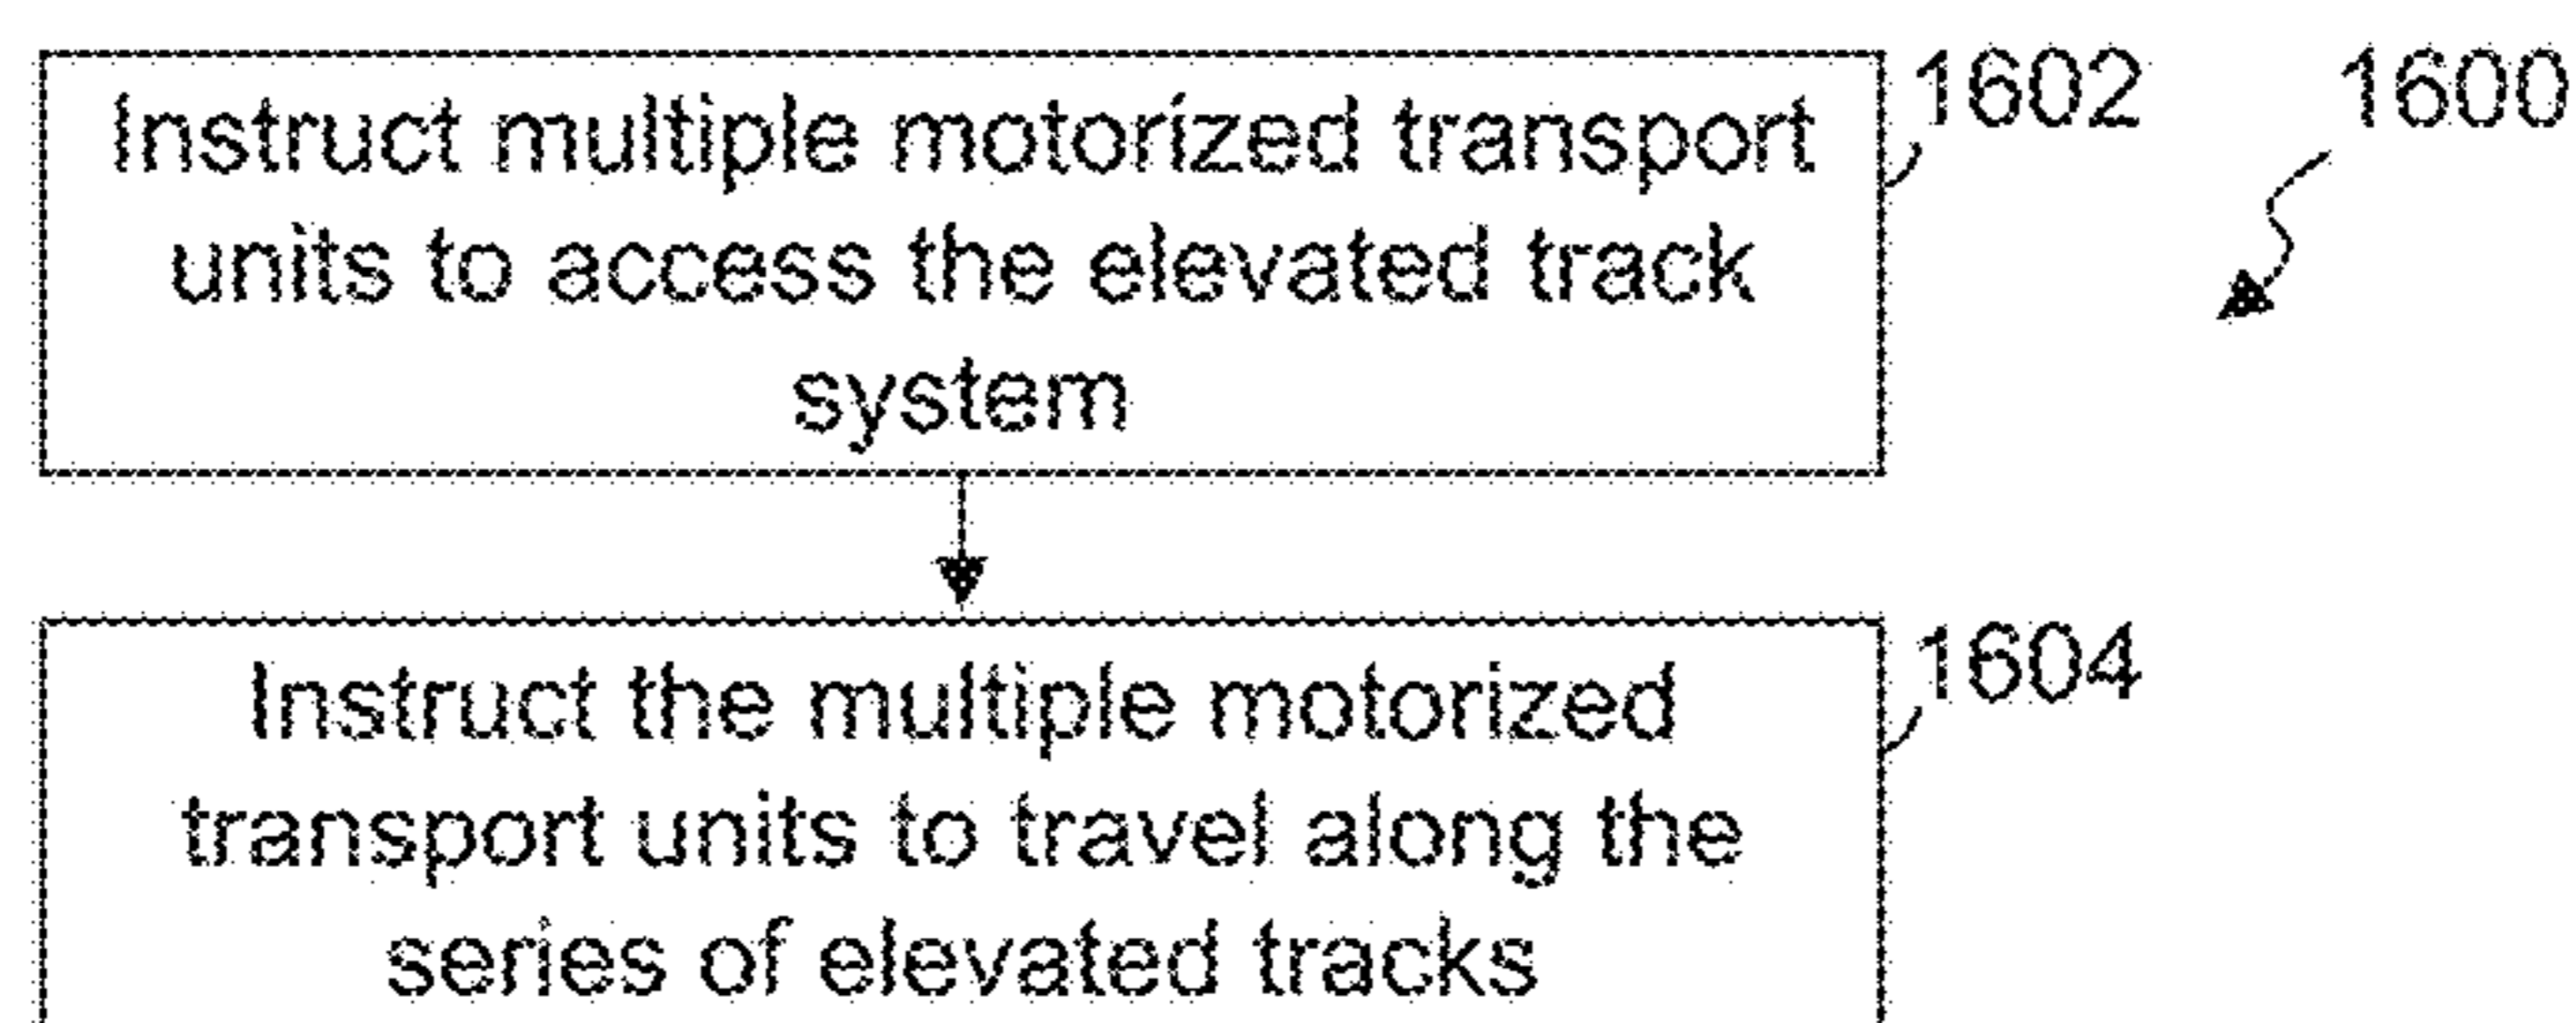 Instruct multiple motorized transport
units to access the elevated track
system
1602
1600
Instruct the multiple motorized
transport units to travel along the
series of elevated tracks
1604